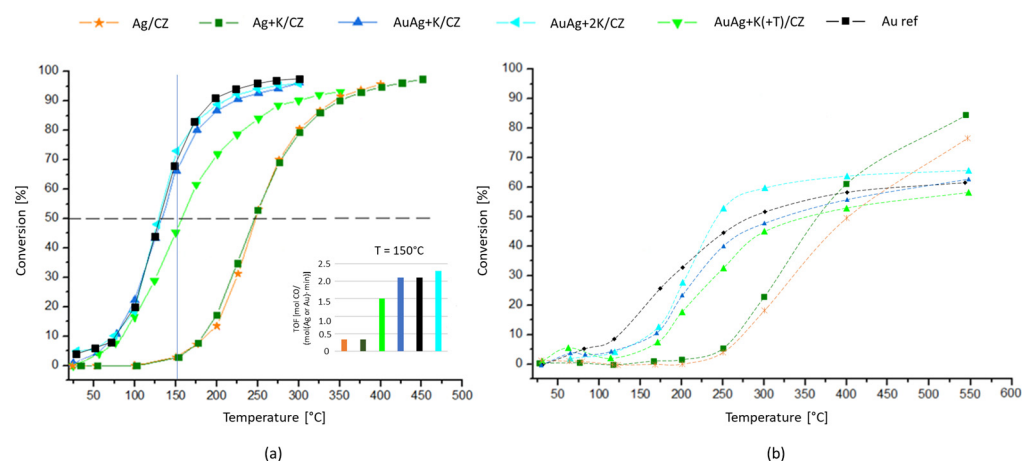 Ag/CZ
Ag+K/CZ
AuAg+K/CZ
AuAg+2K/CZ
AuAg+K(+T)/CZ
Au ref
100
90
80
70
60
50
40
30
20
10
0
Conversion [%]
50 100 150 200 250 300 350 400 450 500
Temperature [°C]
T = 150°C
2.5
2
1.5
1
0.5
0
TOF [mol CO/
(mol(Ag or Au)·min)]
(a)
100
90
80
70
60
50
40
30
20
10
0
Conversion [%]
50 100 150 200 250 300 350 400 450 500 550 600
Temperature [°C]
(b)